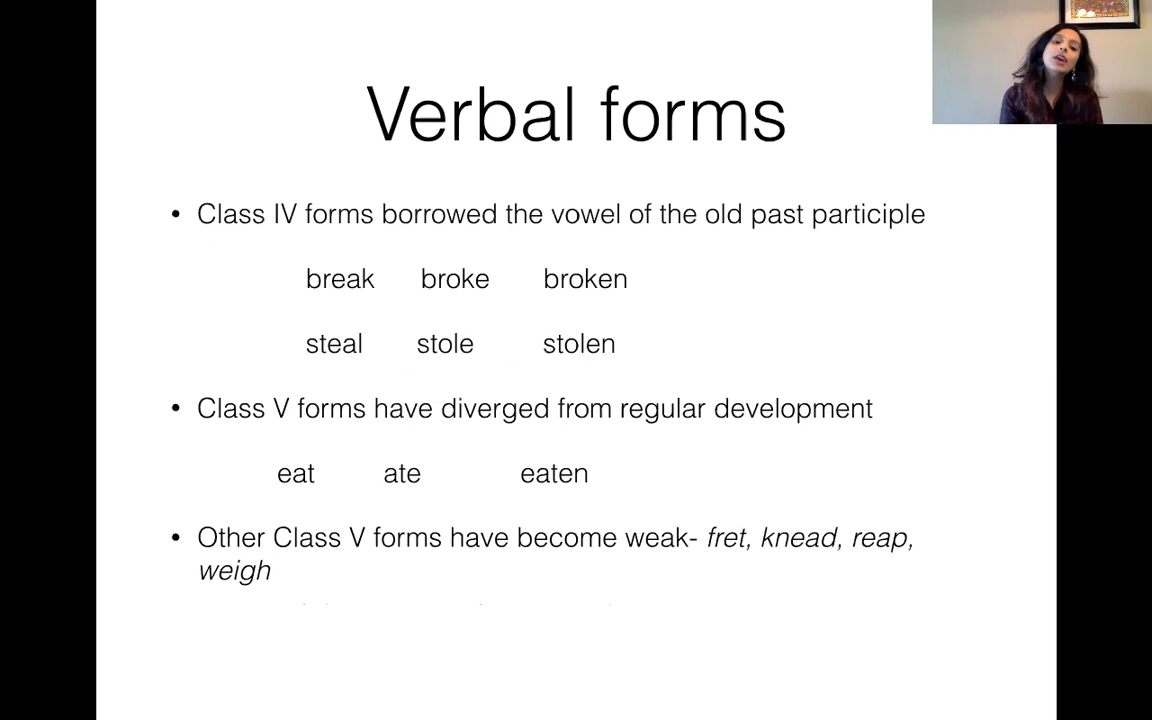 Verbal forms
• Class IV forms borrowed the vowel of the old past participle
break broke broken
steal stole stolen
• Class V forms have diverged from regular development
eat ate eaten
• Other Class V forms have become weak- fret, knead, reap,
weigh